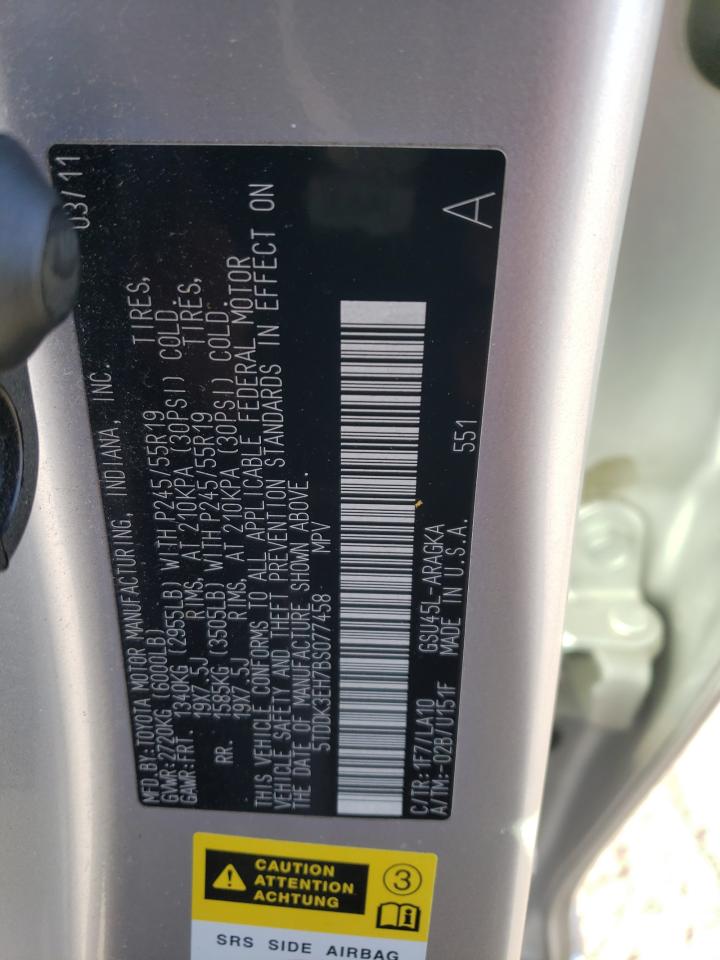 MFD.BY:TOYOTA MOTOR MANUFACTURING, INDIANA, INC. 03/11
GVWR:2720KG (6000LB)
GAWR:FRT. 1340KG (2955LB) WITH P245/55R19 TIRES,
19X7.5J RIMS, AT 210KPA (30PSI) COLD.
RR. 1585KG (3505LB) WITH P245/55R19 TIRES,
19X7.5J RIMS, AT 210KPA (30PSI) COLD.
THIS VEHICLE CONFORMS TO ALL APPLICABLE FEDERAL MOTOR
VEHICLE SAFETY AND THEFT PREVENTION STANDARDS IN EFFECT ON
THE DATE OF MANUFACTURE SHOWN ABOVE.
5TDDK3EH7BS077458 MPV
C/TR:1F7/LA10 GSU45L-ARAGKA
A/TM:-02B/U151F MADE IN U.S.A. 551
A
CAUTION
ATTENTION
ACHTUNG
3
SRS SIDE AIRBAG